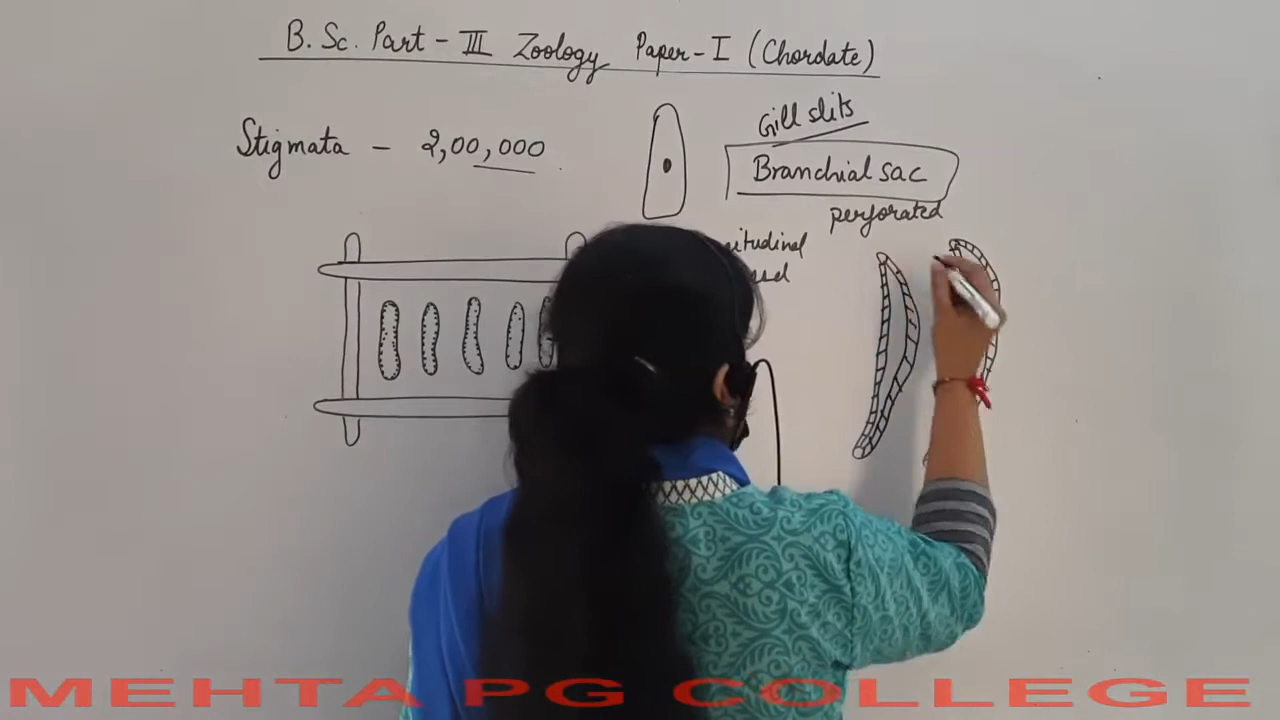 B. Sc. Part - III Zoology Paper - I (Chordate)
Stigmata - 2,00,000
Gill slits
Branchial sac
perforated
MEHTA PG COLLEGE